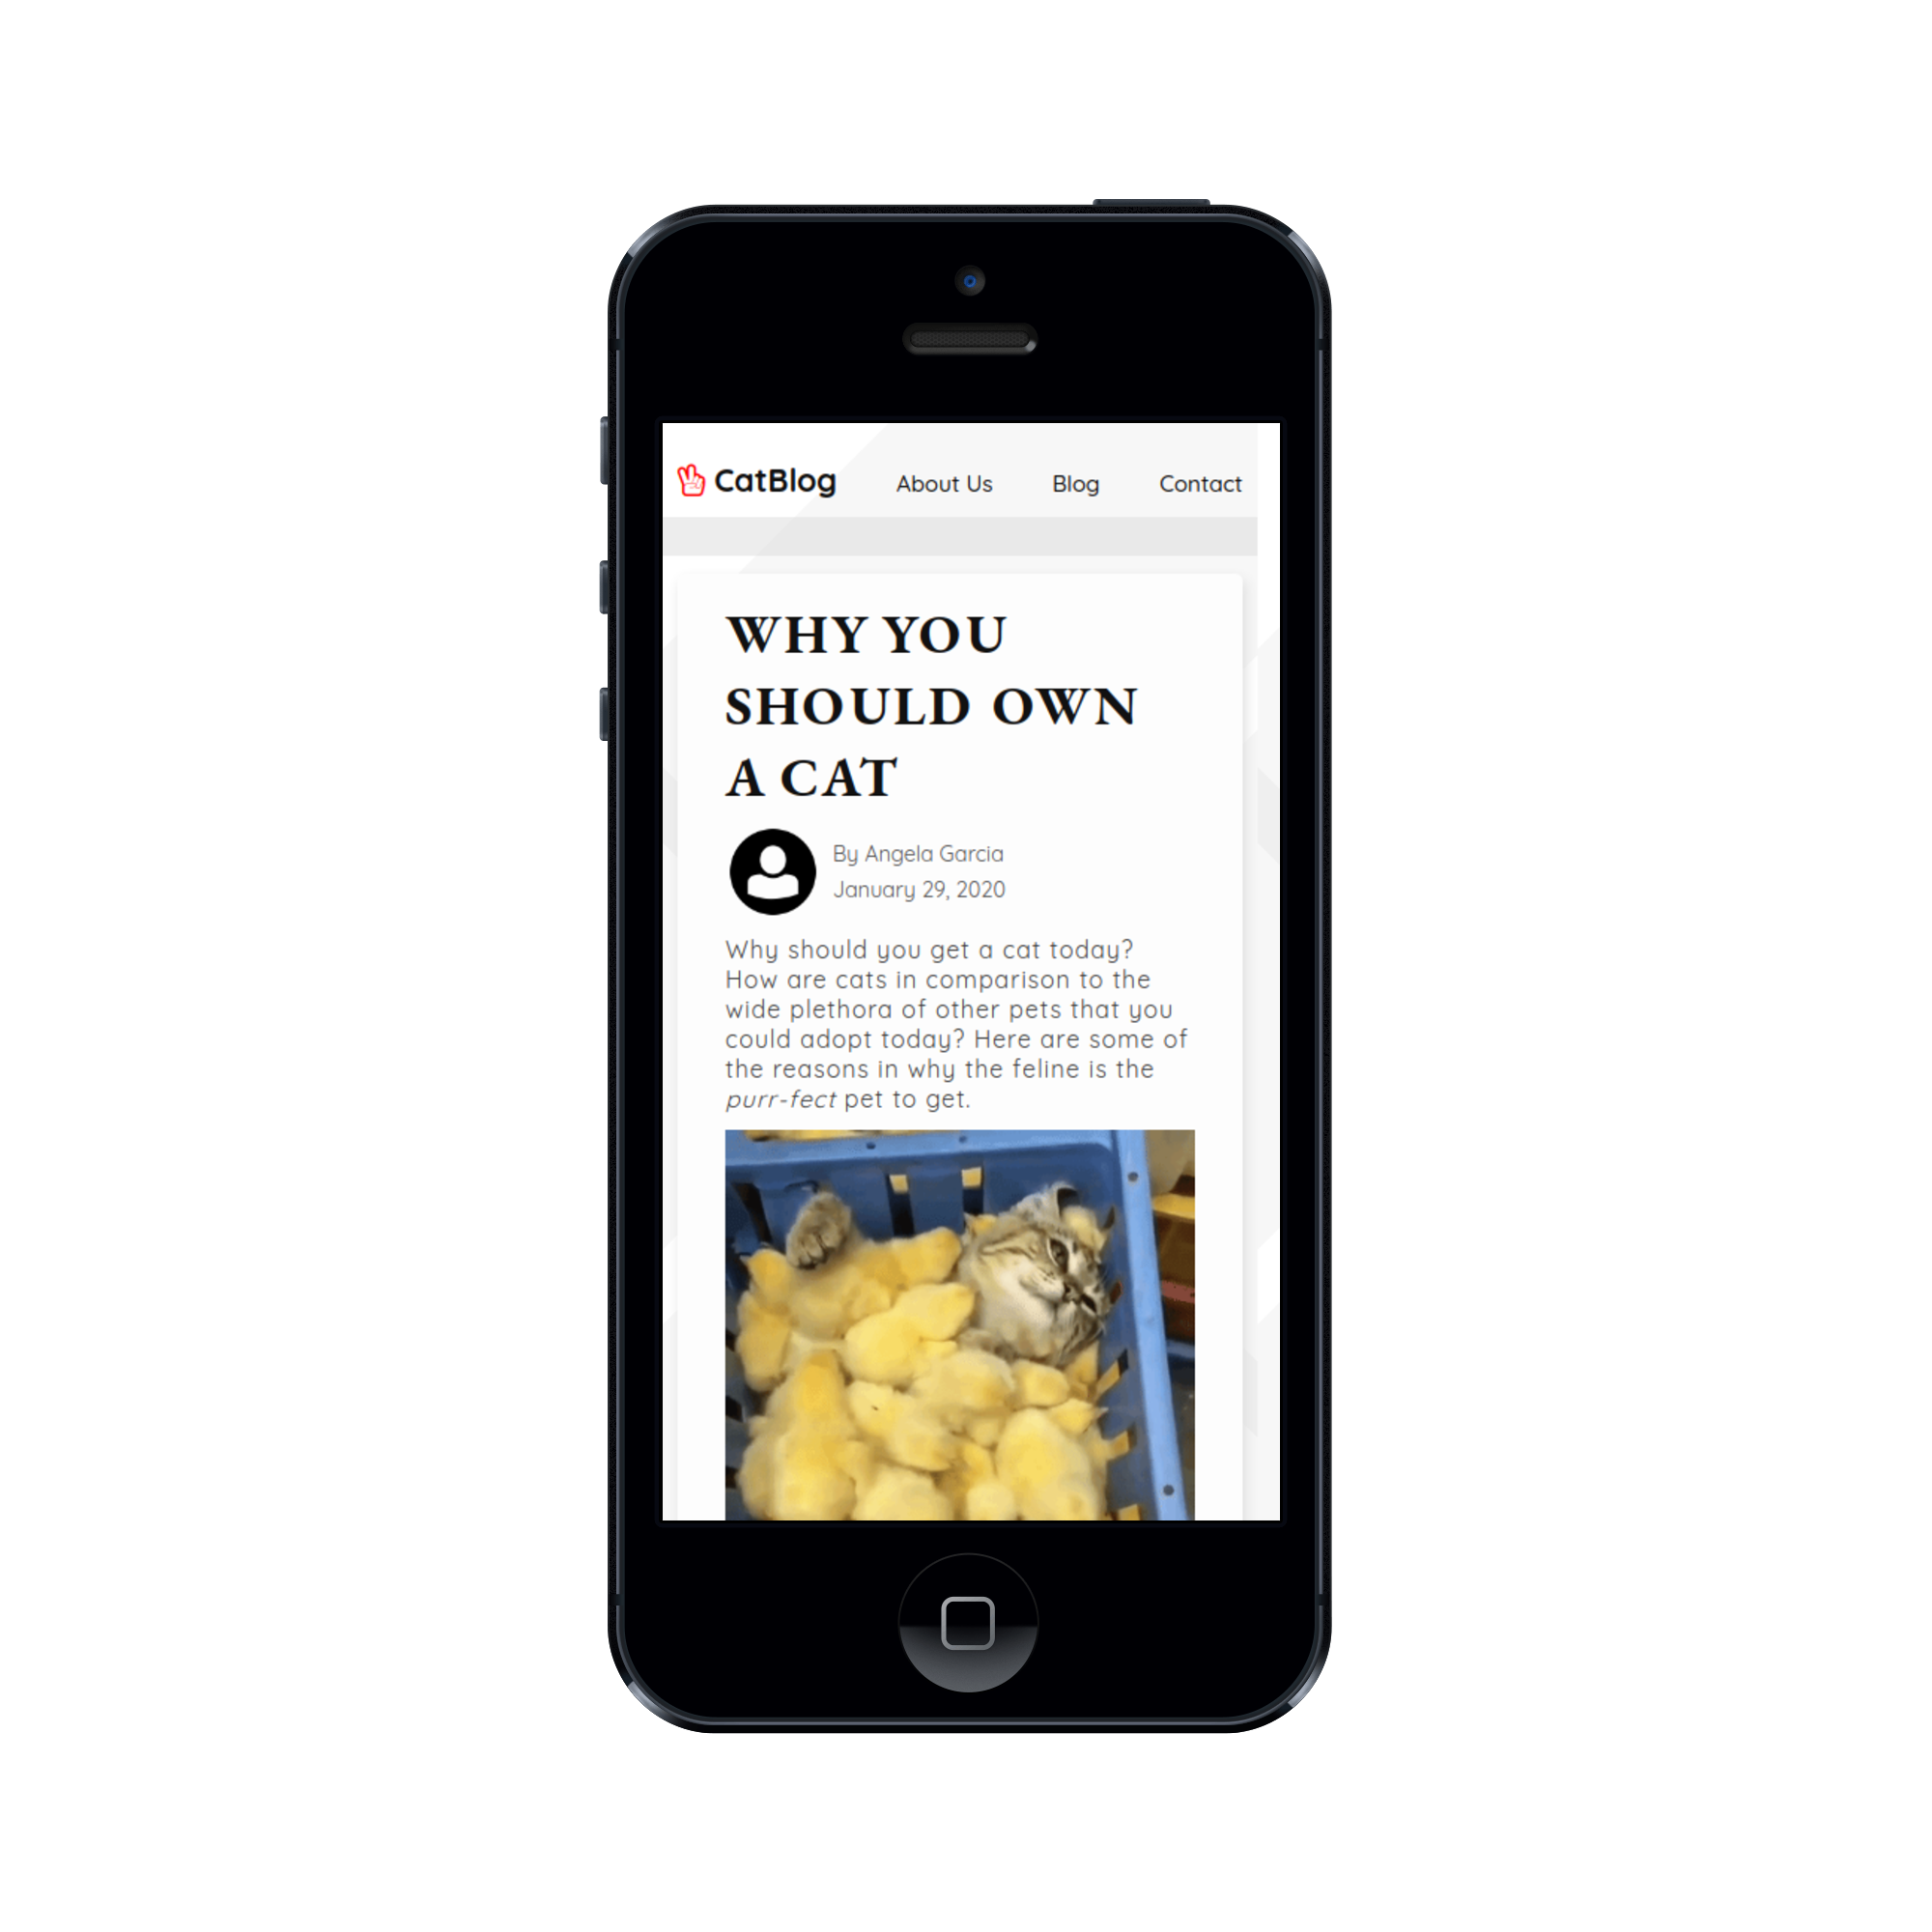 CatBlog About Us Blog Contact
WHY YOU
SHOULD OWN
A CAT
By Angela Garcia
January 29, 2020
Why should you get a cat today?
How are cats in comparison to the
wide plethora of other pets that you
could adopt today? Here are some of
the reasons in why the feline is the
purr-fect pet to get.